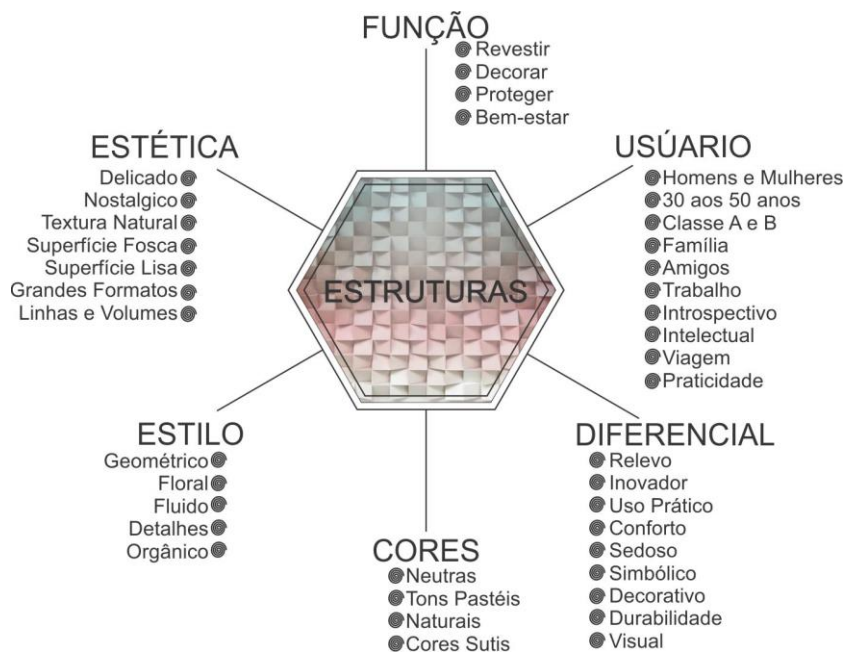 FUNÇÃO
Revestir
Decorar
Proteger
Bem-estar
ESTÉTICA
Delicado
Nostalgico
Textura Natural
Superfície Fosca
Superfície Lisa
Grandes Formatos
Linhas e Volumes
USÚARIO
Homens e Mulheres
30 aos 50 anos
Classe A e B
Família
Amigos
Trabalho
Introspectivo
Intelectual
Viagem
Praticidade
ESTRUTURAS
ESTILO
Geométrico
Floral
Fluido
Detalhes
Orgânico
CORES
Neutras
Tons Pastéis
Naturais
Cores Sutis
DIFERENCIAL
Relevo
Inovador
Uso Prático
Conforto
Sedoso
Simbólico
Decorativo
Durabilidade
Visual